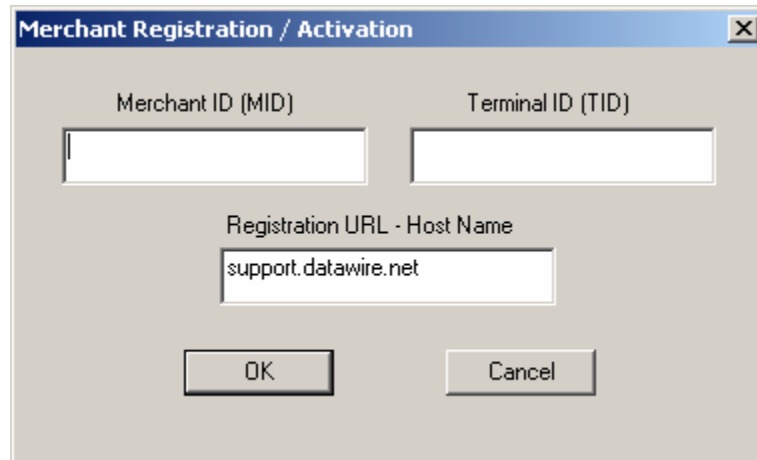 Merchant Registration / Activation
Merchant ID (MID)
Terminal ID (TID)
Registration URL - Host Name
support.datawire.net
OK
Cancel